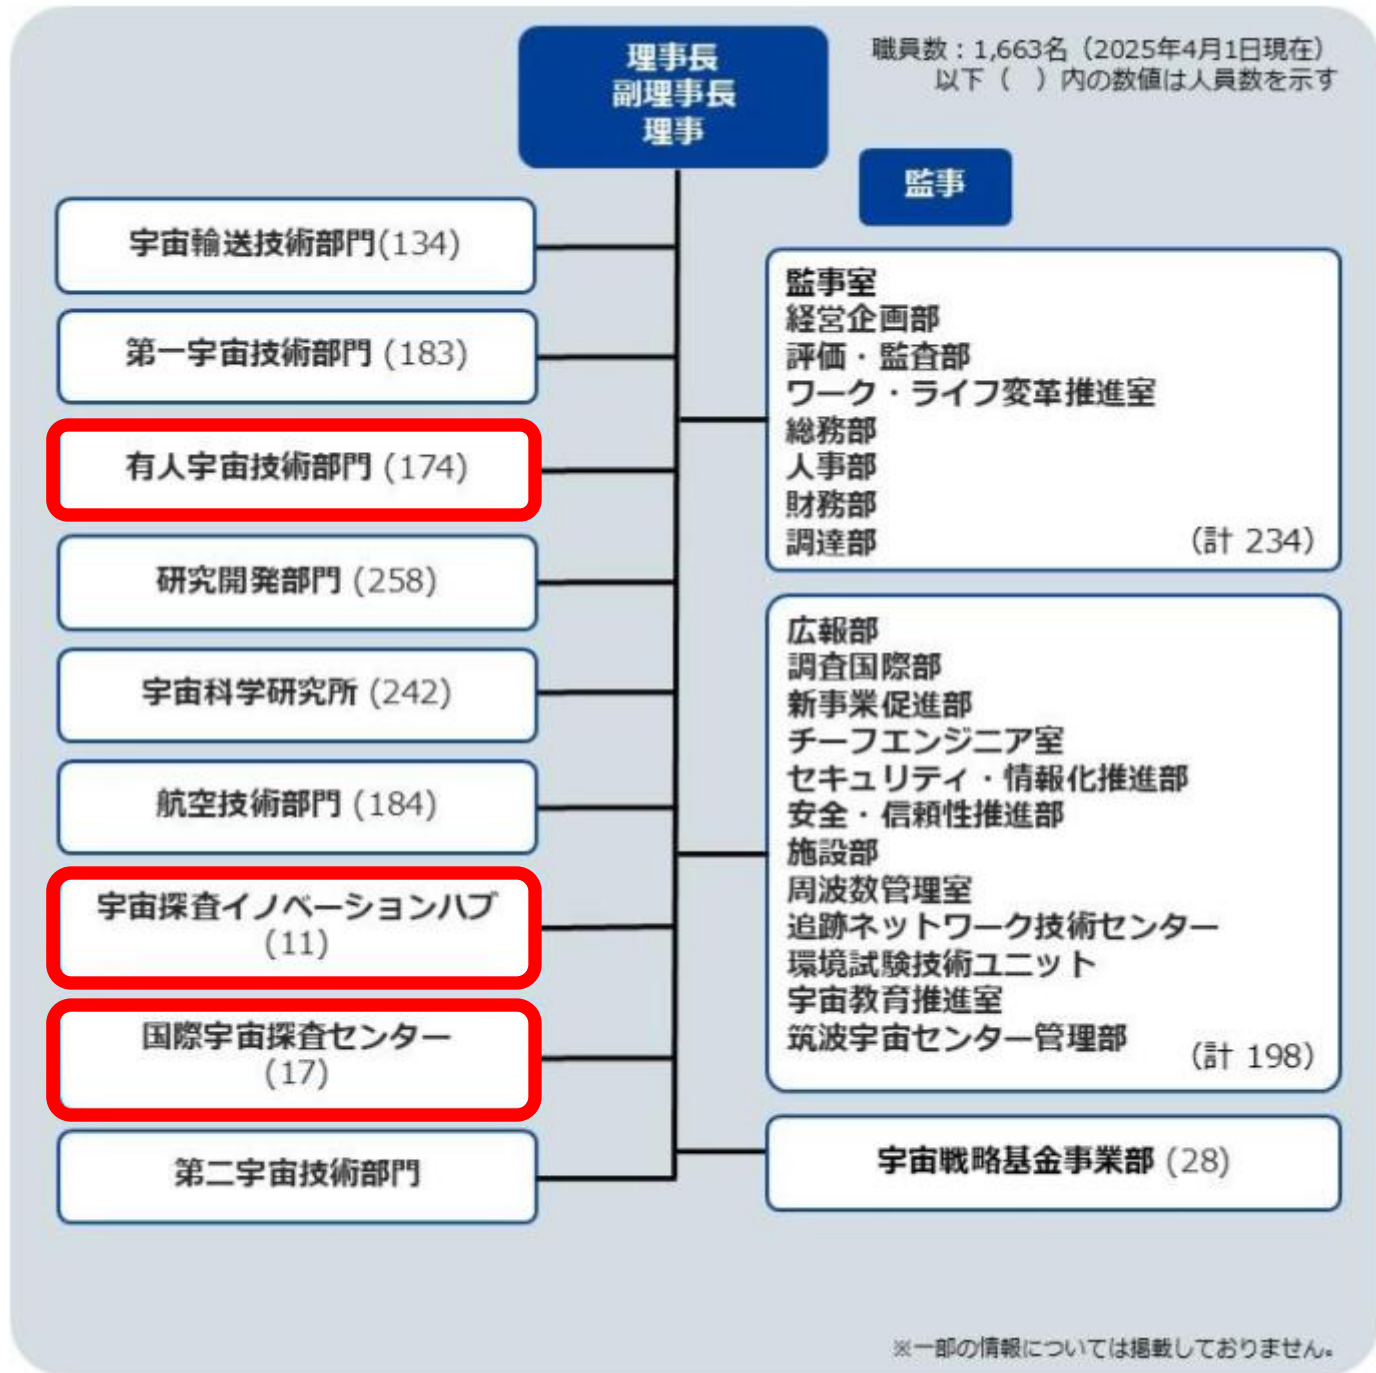 理事長
副理事長
理事
職員数：1,663名（2025年4月1日現在）
以下（　）内の数値は人員数を示す
監事
宇宙輸送技術部門(134)
第一宇宙技術部門 (183)
有人宇宙技術部門 (174)
研究開発部門 (258)
宇宙科学研究所 (242)
航空技術部門 (184)
宇宙探査イノベーションハブ
(11)
国際宇宙探査センター
(17)
第二宇宙技術部門
監事室
経営企画部
評価・監査部
ワーク・ライフ変革推進室
総務部
人事部
財務部
調達部
（計 234）
広報部
調査国際部
新事業促進部
チーフエンジニア室
セキュリティ・情報化推進部
安全・信頼性推進部
施設部
周波数管理室
追跡ネットワーク技術センター
環境試験技術ユニット
宇宙教育推進室
筑波宇宙センター管理部
（計 198）
宇宙戦略基金事業部 (28)
※一部の情報については掲載しておりません。